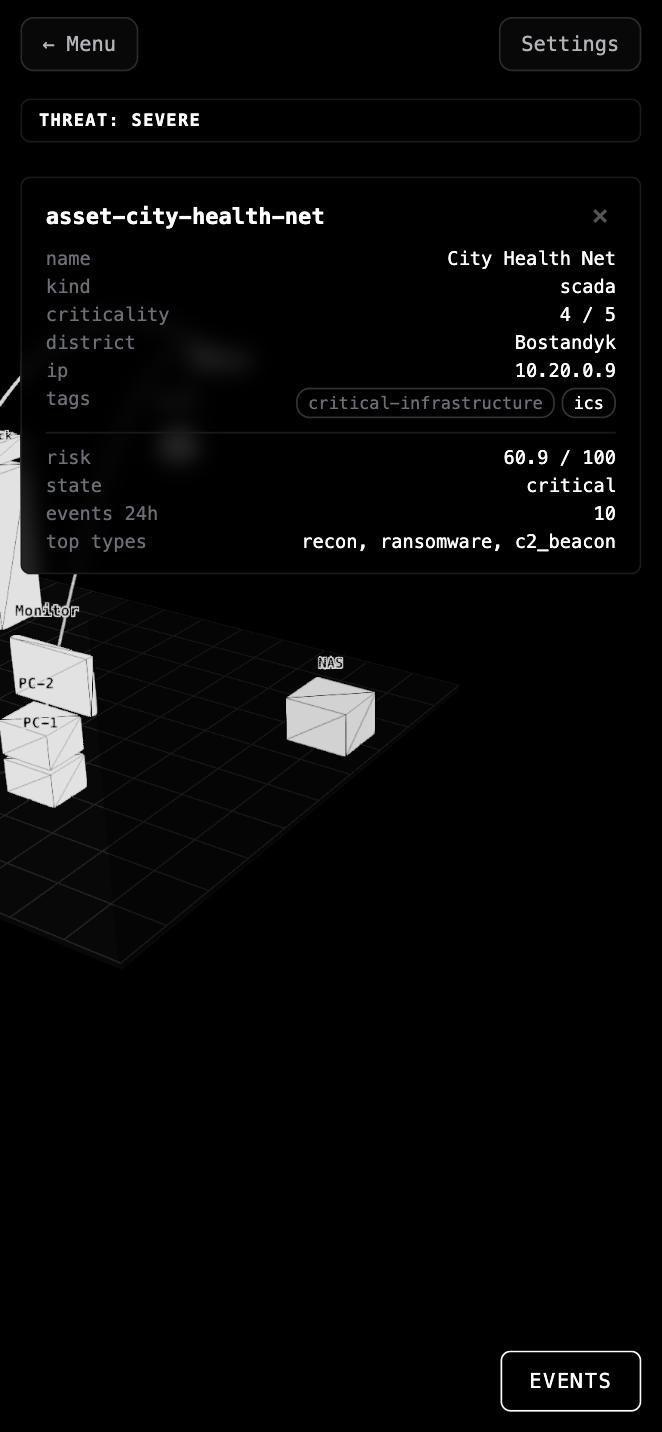 ← Menu
Settings
THREAT: SEVERE
asset-city-health-net ×
name City Health Net
kind scada
criticality 4 / 5
district Bostandyk
ip 10.20.0.9
tags critical-infrastructure ics
risk 60.9 / 100
state critical
events 24h 10
top types recon, ransomware, c2_beacon
Monitor
NAS
PC-2
PC-1
EVENTS